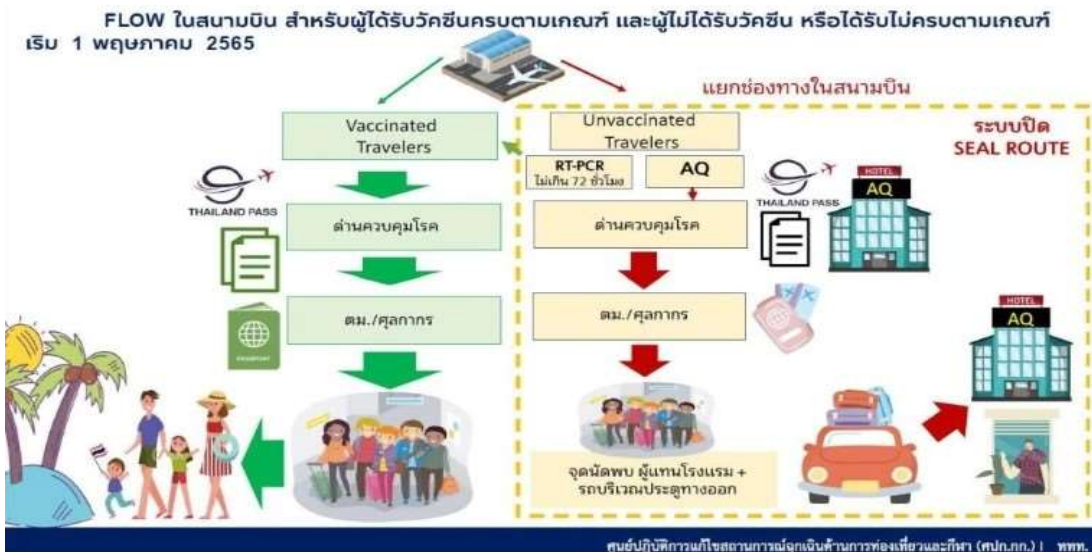 FLOW ในสนามบิน สำหรับผู้ได้รับวัคซีนครบตามเกณฑ์ และผู้ไม่ได้รับวัคซีน หรือได้รับไม่ครบตามเกณฑ์
เริ่ม 1 พฤษภาคม 2565
แยกช่องทางในสนามบิน
Vaccinated
Travelers
Unvaccinated
Travelers
ระบบปิด
SEAL ROUTE
RT-PCR
ไม่เกิน 72 ชั่วโมง
AQ
THAILAND PASS
THAILAND PASS
HOTEL
AQ
ด่านควบคุมโรค
ด่านควบคุมโรค
ตม./ศุลกากร
ตม./ศุลกากร
PASSPORT
HOTEL
AQ
จุดนัดพบ ผู้แทนโรงแรม +
รถบริเวณประตูทางออก
ศูนย์ปฏิบัติการแก้ไขสถานการณ์ฉุกเฉินด้านการท่องเที่ยวและกีฬา (ศปก.กก.) | ททท.